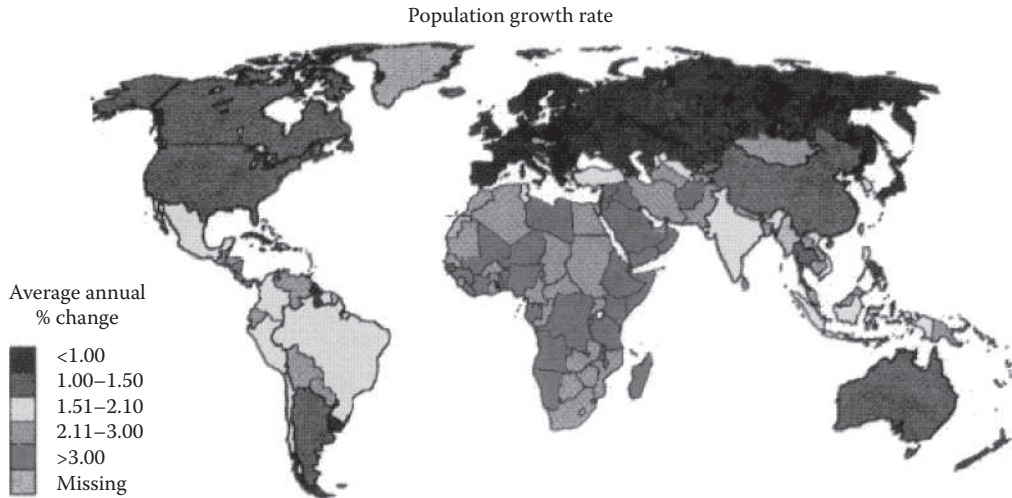 Population growth rate
Average annual
% change
<1.00
1.00–1.50
1.51–2.10
2.11–3.00
>3.00
Missing